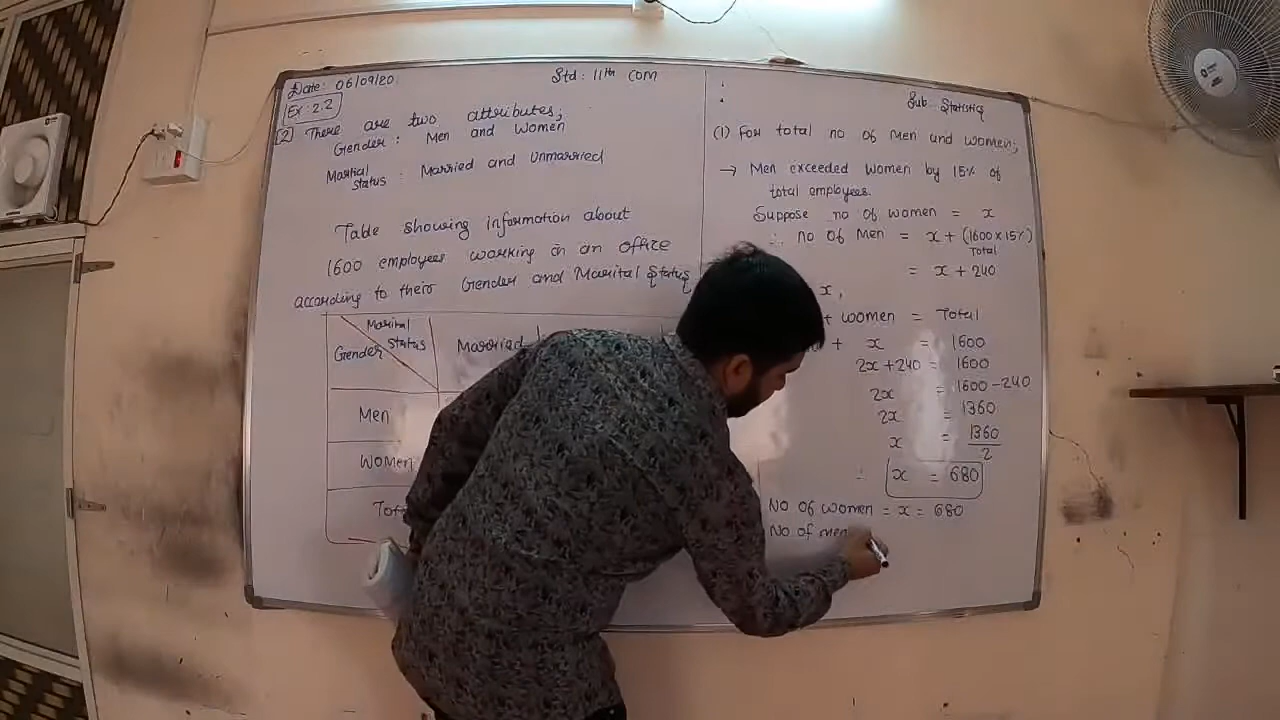 Date: 06/09/20.
Std: 11th com
Sub: Statistics
Ex: 2.2
(2) There are two attributes;
Gender: Men and Women
Marital status: Married and unmarried
Table showing information about
1600 employees working in an office
according to their Gender and Marital Status
Marital Status
Gender
Married
Men
Women
(1) For total no of Men and women;
→ Men exceeded women by 15% of
total employees.
Suppose no of women = x
∴ no of Men = x + (1600 x 15%)
Total
= x + 240
x,
+ women = Total
+ x = 1600
2x + 240 = 1600
2x = 1600 - 240
2x = 1360
x = 1360/2
∴ x = 680
No of women = x = 680
No of men